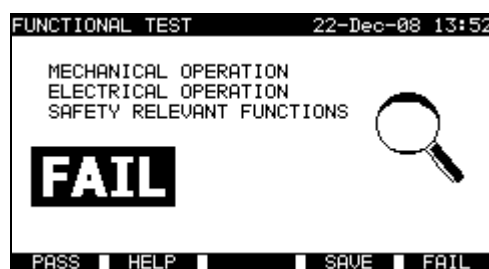 FUNCTIONAL TEST 22-Dec-08 13:52
MECHANICAL OPERATION
ELECTRICAL OPERATION
SAFETY RELEVANT FUNCTIONS
FAIL
PASS HELP SAVE FAIL